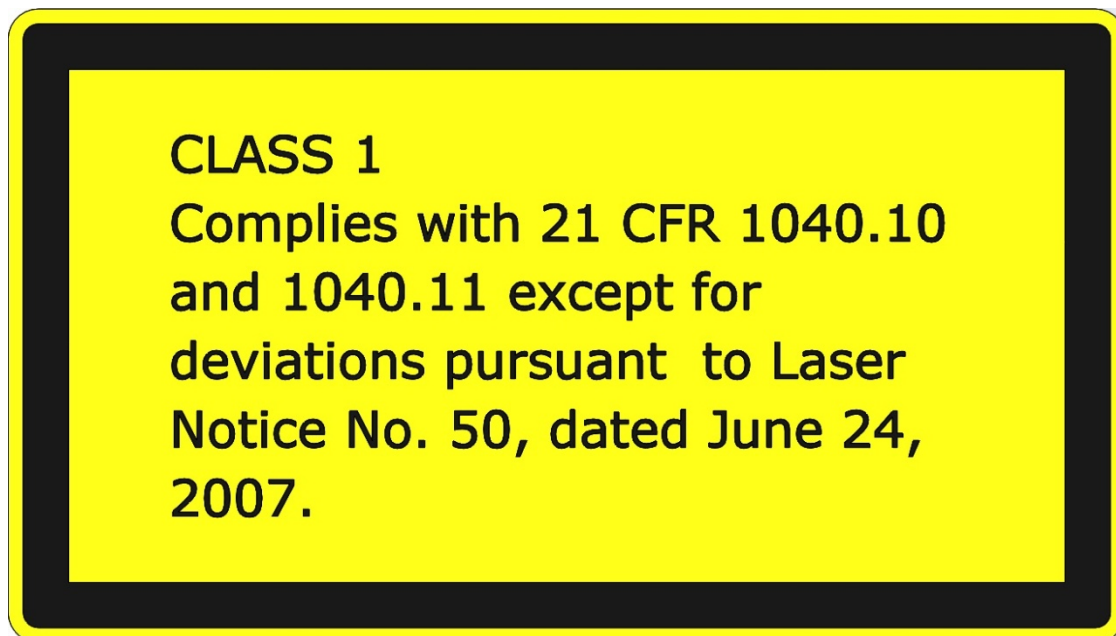 CLASS 1
Complies with 21 CFR 1040.10
and 1040.11 except for
deviations pursuant  to Laser
Notice No. 50, dated June 24,
2007.